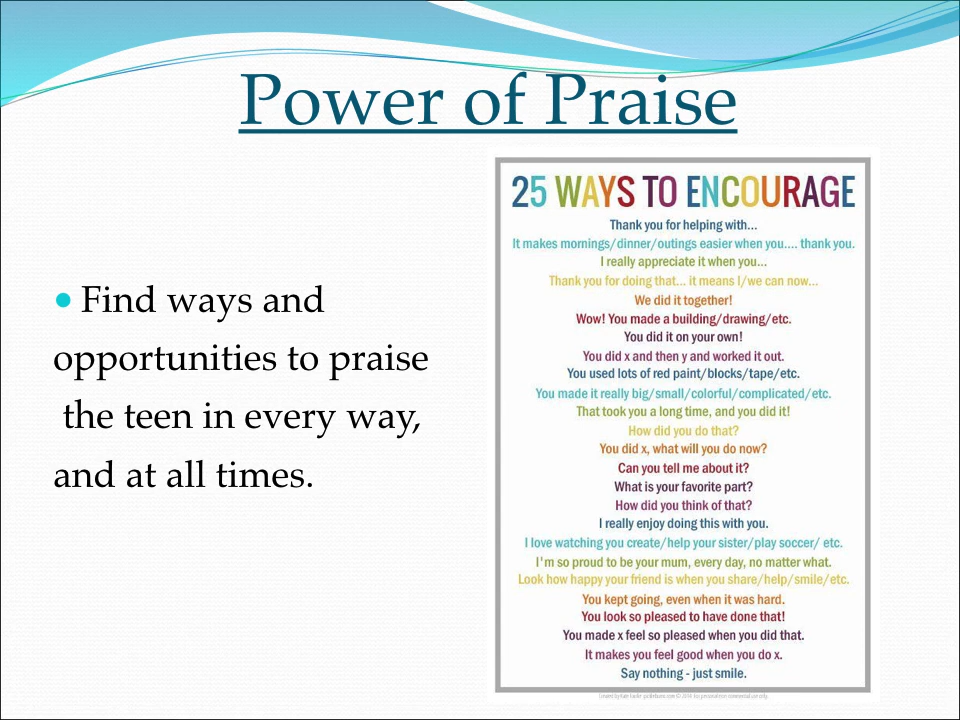 Power of Praise
Find ways and
opportunities to praise
the teen in every way,
and at all times.
25 WAYS TO ENCOURAGE
Thank you for helping with...
It makes mornings/dinner/outings easier when you.... thank you.
I really appreciate it when you...
Thank you for doing that... it means I/we can now...
We did it together!
Wow! You made a building/drawing/etc.
You did it on your own!
You did x and then y and worked it out.
You used lots of red paint/blocks/tape/etc.
You made it really big/small/colorful/complicated/etc.
That took you a long time, and you did it!
How did you do that?
You did x, what will you do now?
Can you tell me about it?
What is your favorite part?
How did you think of that?
I really enjoy doing this with you.
I love watching you create/help your sister/play soccer/ etc.
I'm so proud to be your mum, every day, no matter what.
Look how happy your friend is when you share/help/smile/etc.
You kept going, even when it was hard.
You look so pleased to have done that!
You made x feel so pleased when you did that.
It makes you feel good when you do x.
Say nothing - just smile.